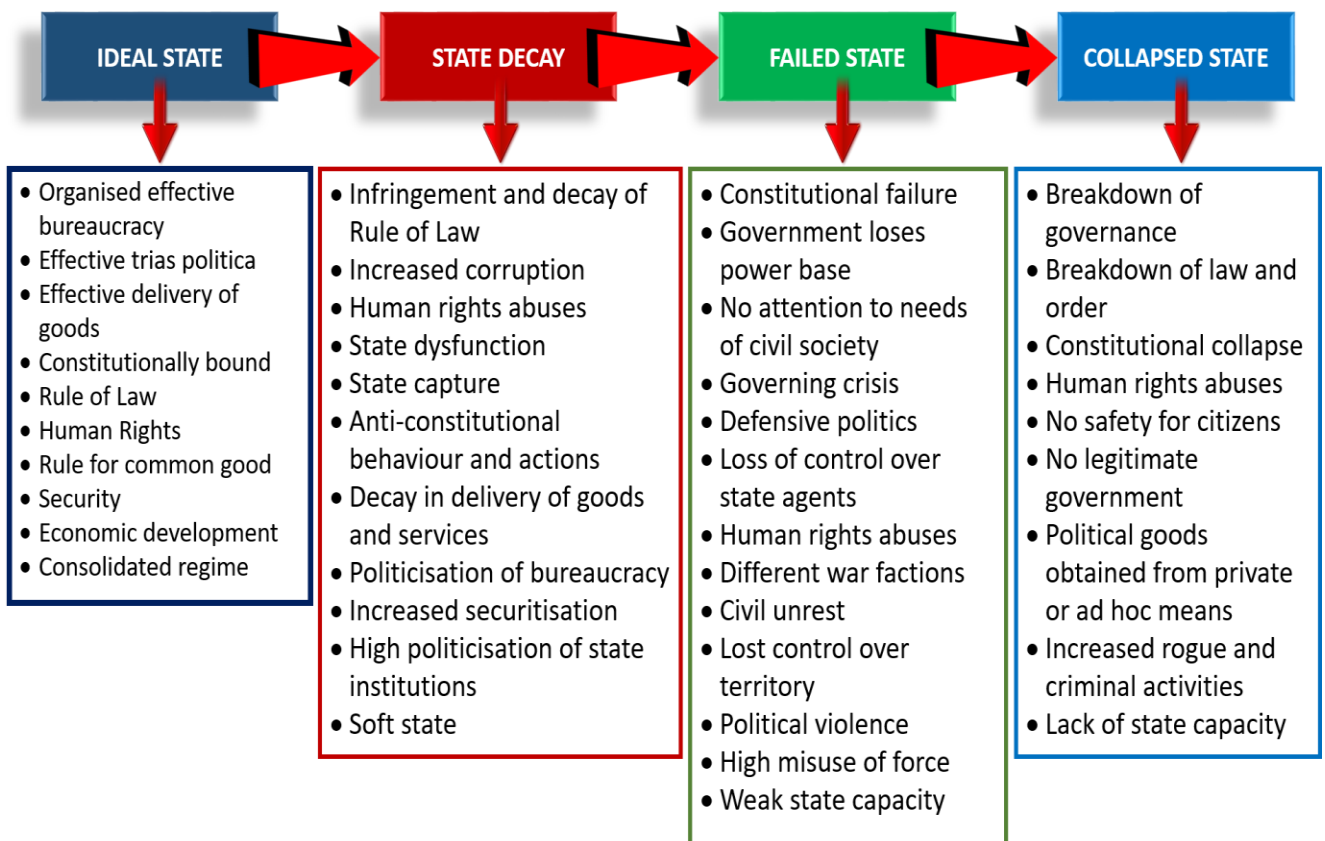 IDEAL STATE
STATE DECAY
FAILED STATE
COLLAPSED STATE
• Organised effective
bureaucracy
• Effective trias politica
• Effective delivery of
goods
• Constitutionally bound
• Rule of Law
• Human Rights
• Rule for common good
• Security
• Economic development
• Consolidated regime
• Infringement and decay of
Rule of Law
• Increased corruption
• Human rights abuses
• State dysfunction
• State capture
• Anti-constitutional
behaviour and actions
• Decay in delivery of goods
and services
• Politicisation of bureaucracy
• Increased securitisation
• High politicisation of state
institutions
• Soft state
• Constitutional failure
• Government loses
power base
• No attention to needs
of civil society
• Governing crisis
• Defensive politics
• Loss of control over
state agents
• Human rights abuses
• Different war factions
• Civil unrest
• Lost control over
territory
• Political violence
• High misuse of force
• Weak state capacity
• Breakdown of
governance
• Breakdown of law and
order
• Constitutional collapse
• Human rights abuses
• No safety for citizens
• No legitimate
government
• Political goods
obtained from private
or ad hoc means
• Increased rogue and
criminal activities
• Lack of state capacity